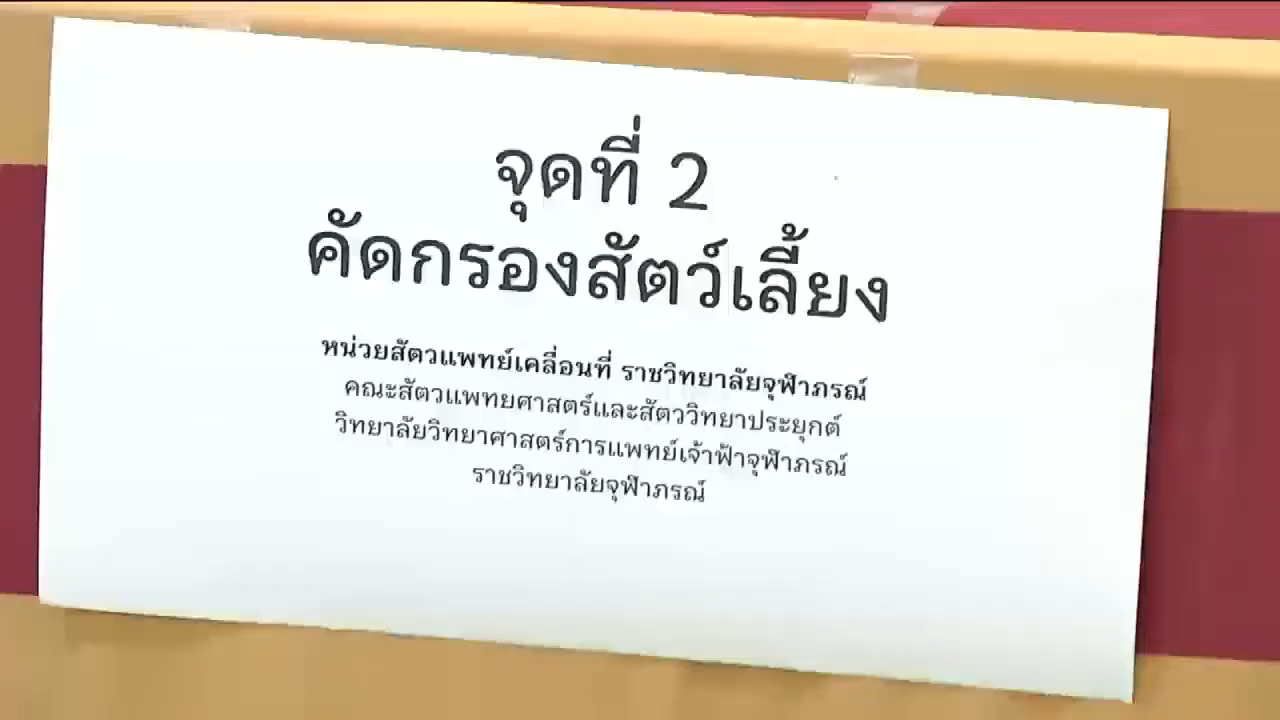 จุดที่ 2
คัดกรองสัตว์เลี้ยง
หน่วยสัตวแพทย์เคลื่อนที่ ราชวิทยาลัยจุฬาภรณ์
คณะสัตวแพทยศาสตร์และสัตววิทยาประยุกต์
วิทยาลัยวิทยาศาสตร์การแพทย์เจ้าฟ้าจุฬาภรณ์
ราชวิทยาลัยจุฬาภรณ์